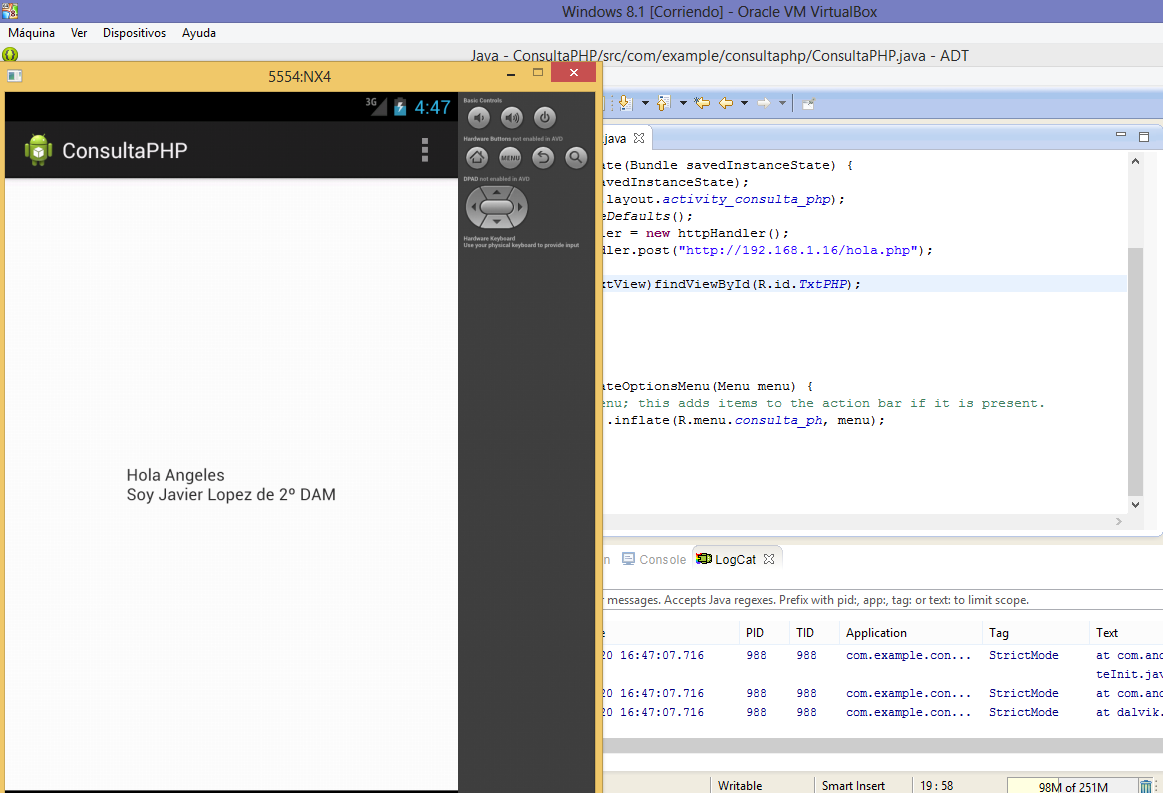 Windows 8.1 [Corriendo] - Oracle VM VirtualBox
Máquina Ver Dispositivos Ayuda
Java - ConsultaPHP/src/com/example/consultaphp/ConsultaPHP.java - ADT
5554:NX4
3G 4:47
ConsultaPHP
Basic Controls
Hardware Buttons not enabled in AVD
MENU
DPAD not enabled in AVD
Hardware Keyboard
Use your physical keyboard to provide input
Hola Angeles
Soy Javier Lopez de 2º DAM
.java
ate(Bundle savedInstanceState) {
avedInstanceState);
.layout.activity_consulta_php);
eDefaults();
ler = new httpHandler();
dler.post("http://192.168.1.16/hola.php");
xtView)findViewById(R.id.TxtPHP);
ateOptionsMenu(Menu menu) {
enu; this adds items to the action bar if it is present.
.inflate(R.menu.consulta_ph, menu);
n Console LogCat
r messages. Accepts Java regexes. Prefix with pid:, app:, tag: or text: to limit scope.
e PID TID Application Tag Text
20 16:47:07.716 988 988 com.example.con... StrictMode at com.and
teInit.jav
20 16:47:07.716 988 988 com.example.con... StrictMode at com.and
20 16:47:07.716 988 988 com.example.con... StrictMode at dalvik.
Writable Smart Insert 19 : 58 98M of 251M